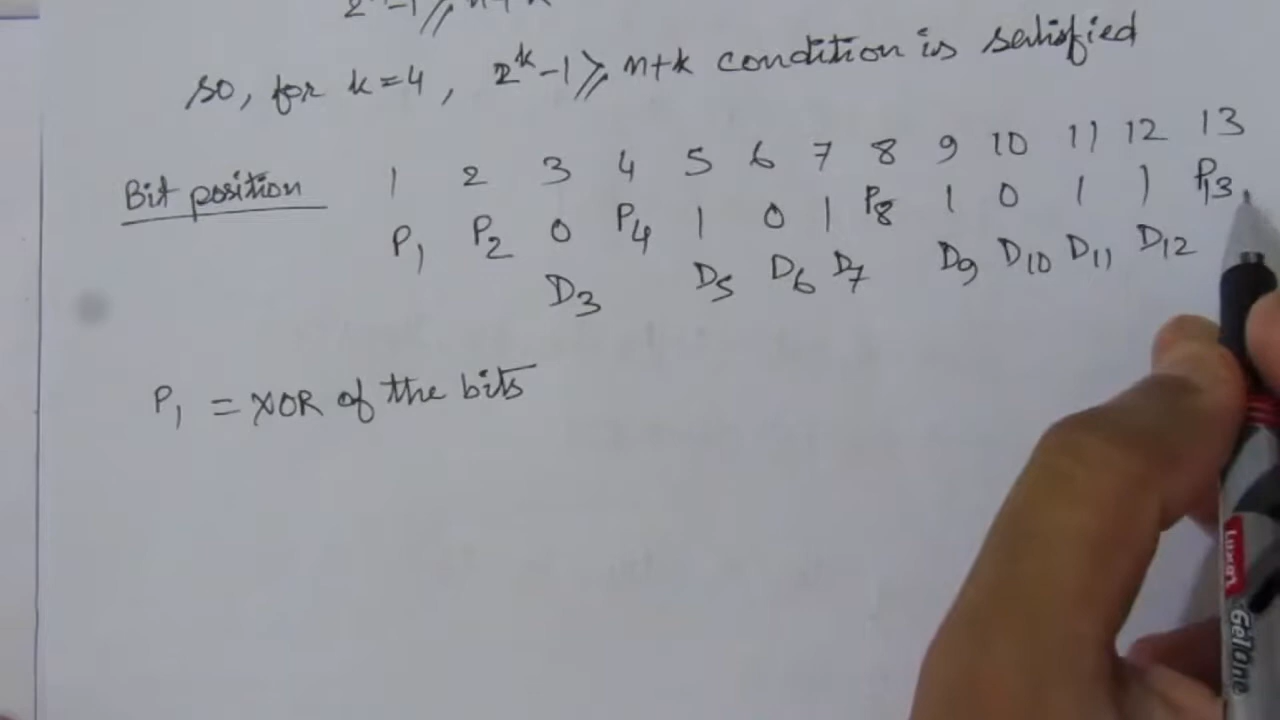 so, for k=4, 2^k-1 ≥ n+k condition is satisfied
Bit position 1 2 3 4 5 6 7 8 9 10 11 12 13
P1 P2 0 P4 1 0 1 P8 1 0 1 1 P13
D3 D5 D6 D7 D9 D10 D11 D12
P1 = XOR of the bits
Luxor GelOne